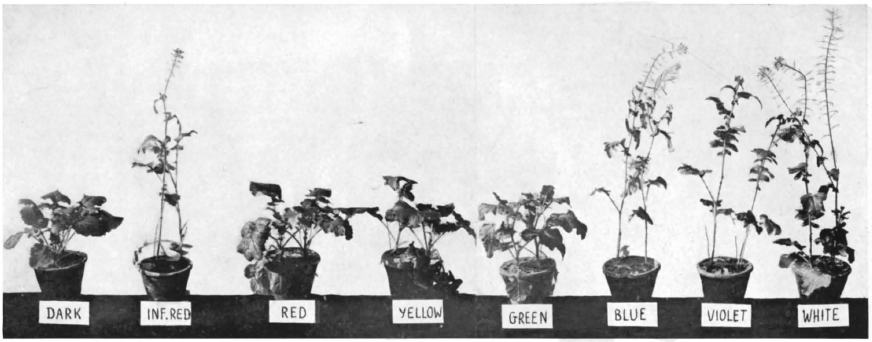 DARK
INF.RED
RED
YELLOW
GREEN
BLUE
VIOLET
WHITE